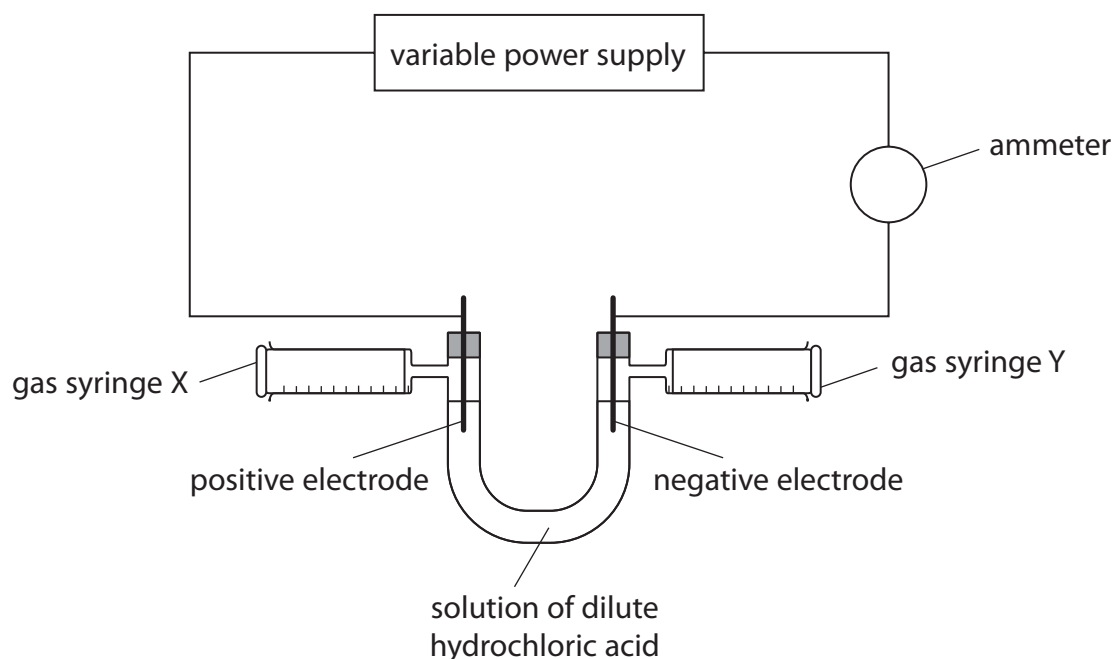 variable power supply
ammeter
gas syringe X
gas syringe Y
positive electrode
negative electrode
solution of dilute
hydrochloric acid